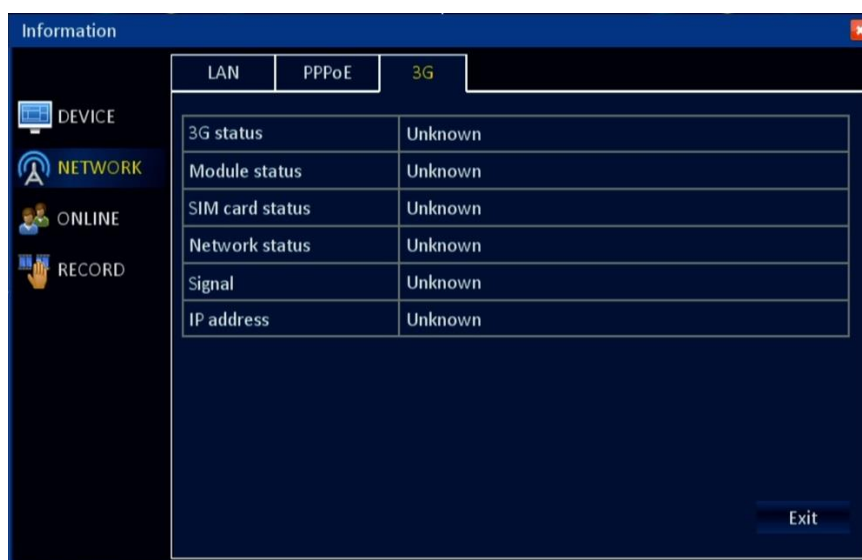 Information
LAN PPPoE 3G
DEVICE
NETWORK
ONLINE
RECORD
3G status Unknown
Module status Unknown
SIM card status Unknown
Network status Unknown
Signal Unknown
IP address Unknown
Exit